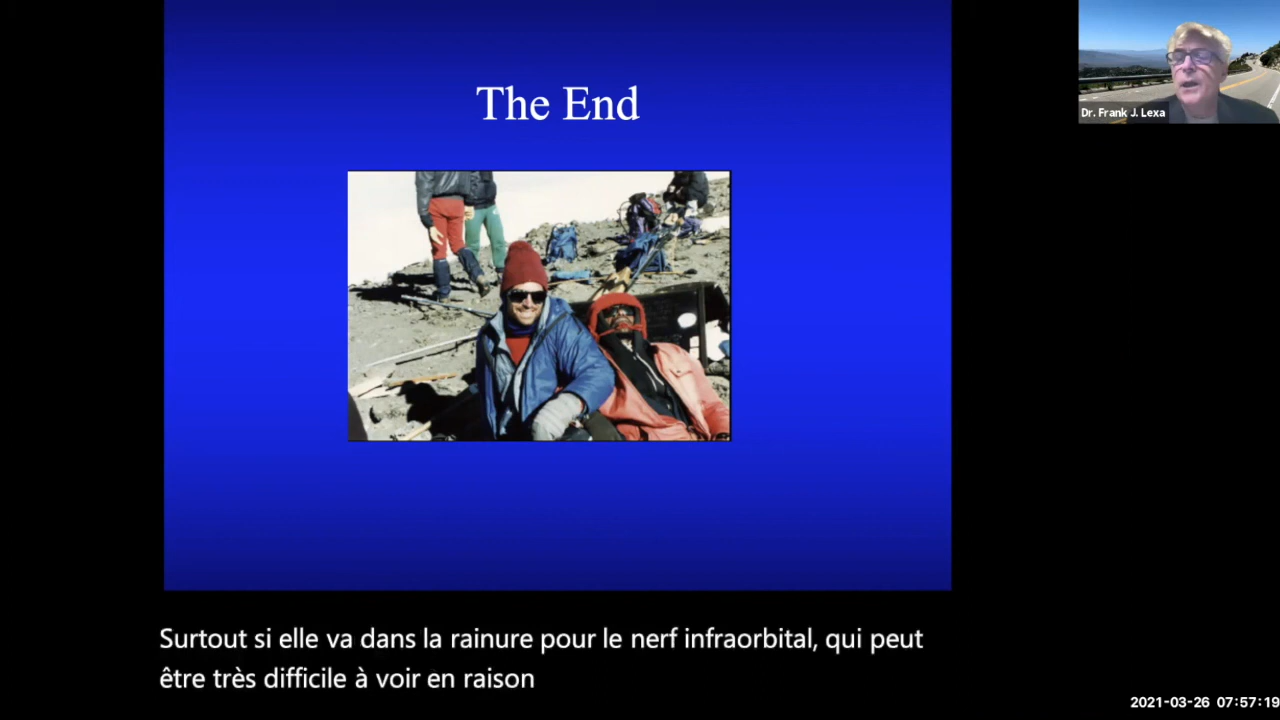 The End
Dr. Frank J. Lexa
Surtout si elle va dans la rainure pour le nerf infraorbital, qui peut
être très difficile à voir en raison
2021-03-26 07:57:19